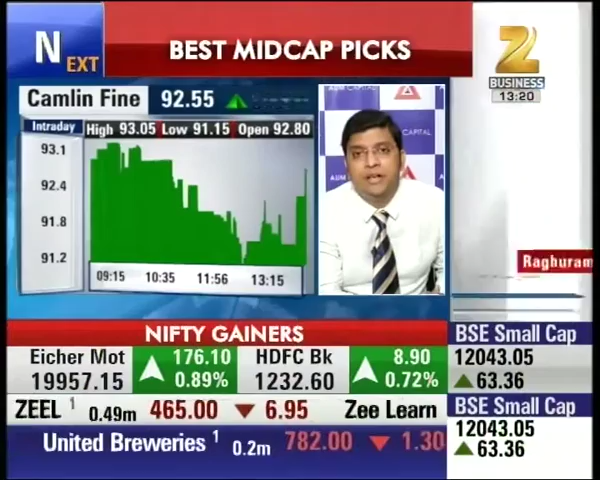 NEXT
BEST MIDCAP PICKS
Z
BUSINESS
13:20
Camlin Fine 92.55
Intraday High 93.05 Low 91.15 Open 92.80
93.1
92.4
91.8
91.2
09:15 10:35 11:56 13:15
CAPITAL
CAPITAL
Raghuram
NIFTY GAINERS
Eicher Mot 176.10 HDFC Bk 8.90
19957.15 0.89% 1232.60 0.72%
BSE Small Cap
12043.05
63.36
ZEEL 1 0.49m 465.00 6.95 Zee Learn
BSE Small Cap
12043.05
63.36
United Breweries 1 0.2m 782.00 1.30